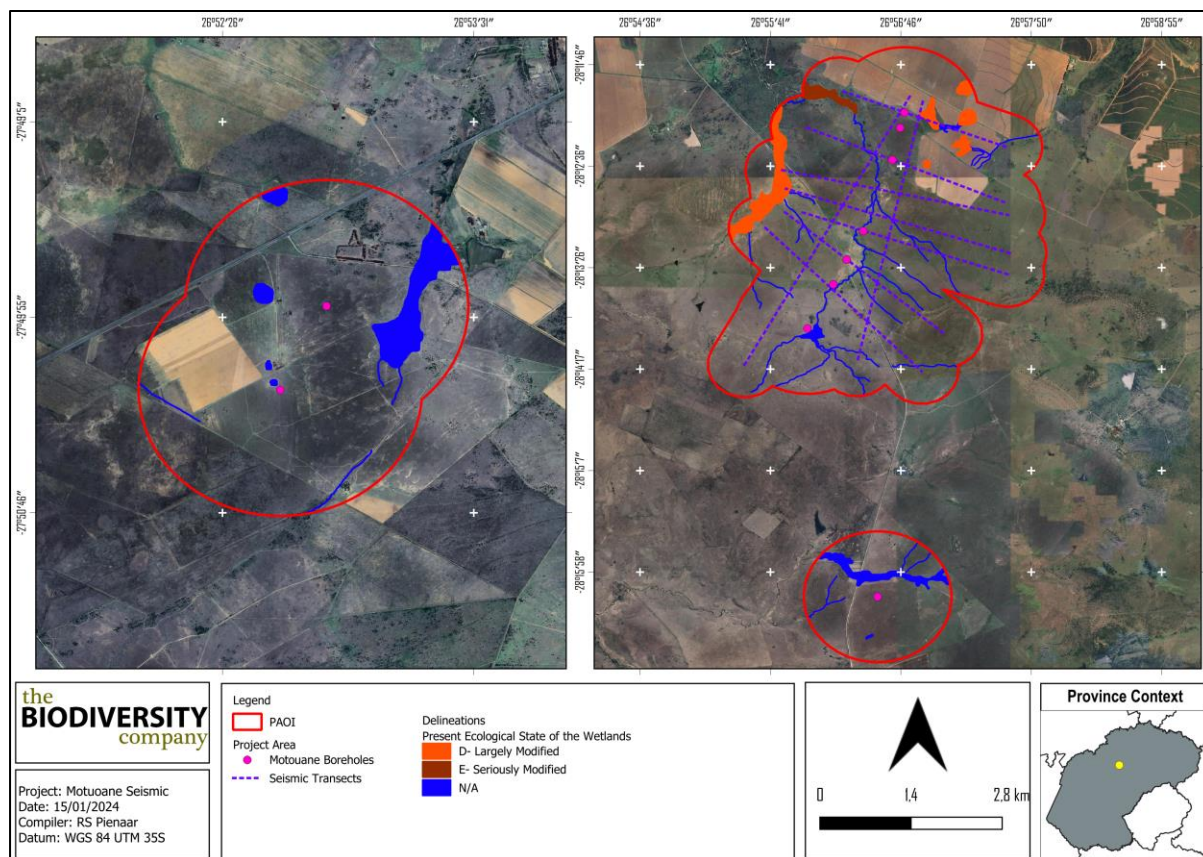 26°52′26″ 26°53′31″
26°54′36″ 26°55′41″ 26°56′46″ 26°57′50″ 26°58′55″
-27°49′5″
-27°49′55″
-27°50′46″
-28°11′46″
-28°12′36″
-28°13′26″
-28°14′17″
-28°15′7″
-28°15′58″
the
BIODIVERSITY
company
Project: Motuoane Seismic
Date: 15/01/2024
Compiler: RS Pienaar
Datum: WGS 84 UTM 35S
Legend
PAOI
Project Area
Motouane Boreholes
Seismic Transects
Delineations
Present Ecological State of the Wetlands
D- Largely Modified
E- Seriously Modified
N/A
0 1,4 2,8 km
Province Context